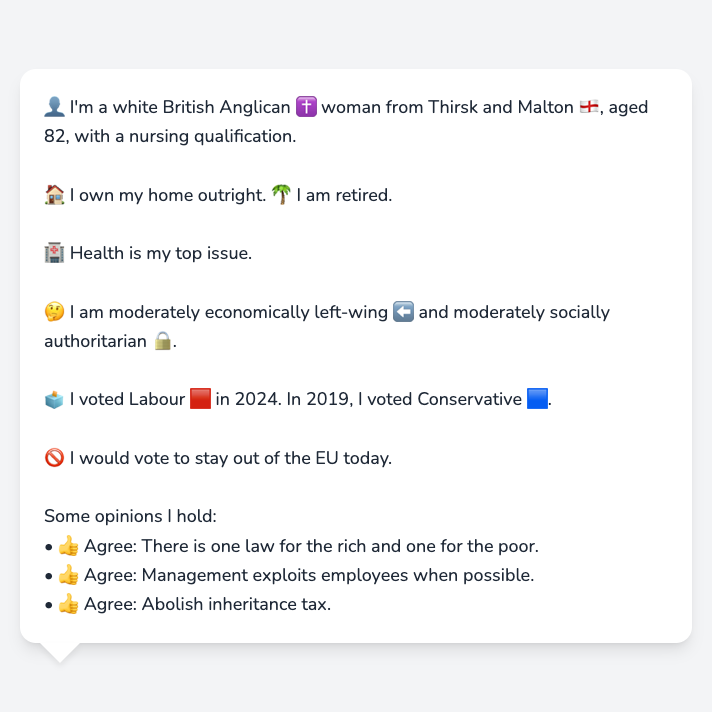 👤 I'm a white British Anglican ✝️ woman from Thirsk and Malton 🏴󠁧󠁢󠁥󠁮󠁧󠁿, aged
82, with a nursing qualification.
🏠 I own my home outright. 🌴 I am retired.
🏥 Health is my top issue.
🤔 I am moderately economically left-wing ⬅️ and moderately socially
authoritarian 🔒.
🗳️ I voted Labour 🟥 in 2024. In 2019, I voted Conservative 🟦.
🚫 I would vote to stay out of the EU today.
Some opinions I hold:
• 👍 Agree: There is one law for the rich and one for the poor.
• 👍 Agree: Management exploits employees when possible.
• 👍 Agree: Abolish inheritance tax.